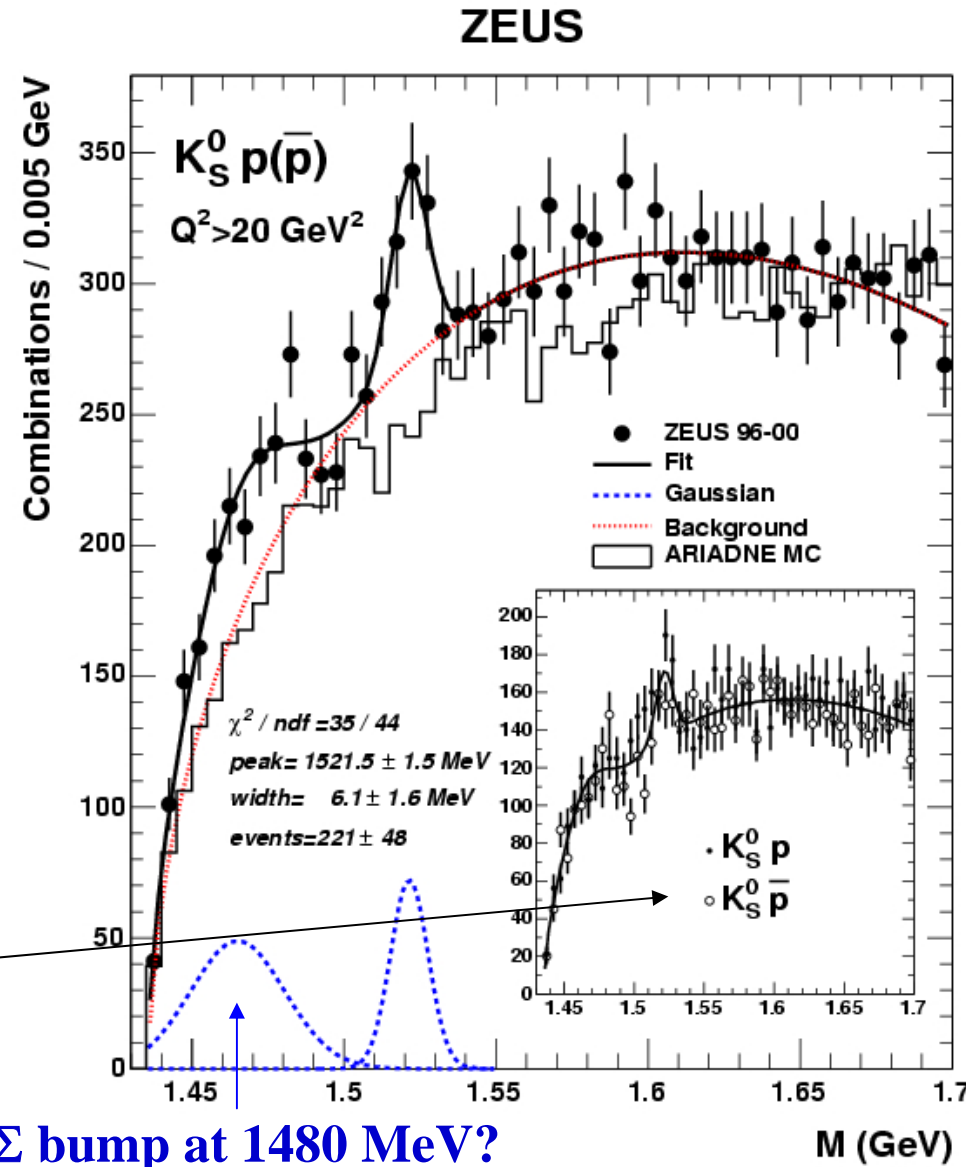 ZEUS
Combinations / 0.005 GeV
350
300
250
200
150
100
50
0
K⁰_S p(p̅)
Q²>20 GeV²
ZEUS 96-00
Fit
Gaussian
Background
ARIADNE MC
χ² / ndf =35 / 44
peak= 1521.5 ± 1.5 MeV
width= 6.1 ± 1.6 MeV
events=221 ± 48
200
180
160
140
120
100
80
60
40
20
0
K⁰_S p
K⁰_S p̅
1.45 1.5 1.55 1.6 1.65 1.7
1.45 1.5 1.55 1.6 1.65 1.7
Σ bump at 1480 MeV?
M (GeV)